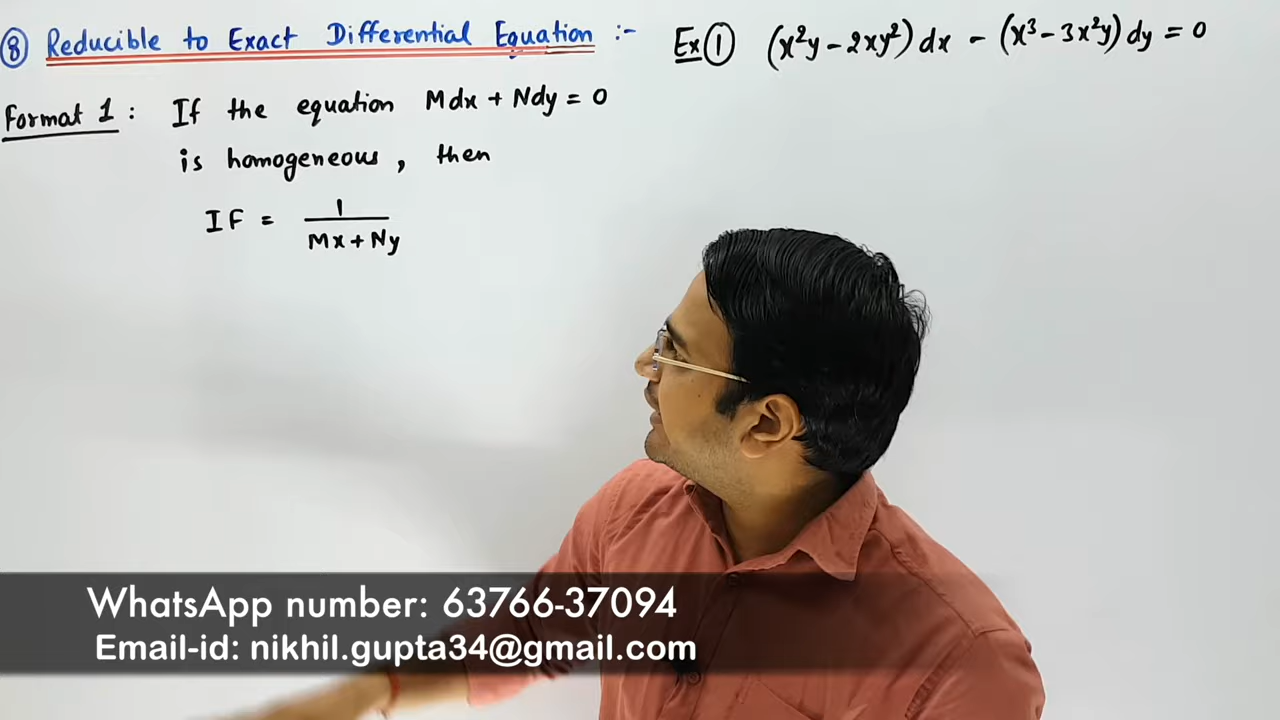 ⑧ Reducible to Exact Differential Equation :-
Format 1 : If the equation Mdx + Ndy = 0
is homogeneous, then
IF = 1 / (Mx + Ny)
Ex ① (x²y - 2xy²) dx - (x³ - 3x²y) dy = 0
WhatsApp number: 63766-37094
Email-id: nikhil.gupta34@gmail.com